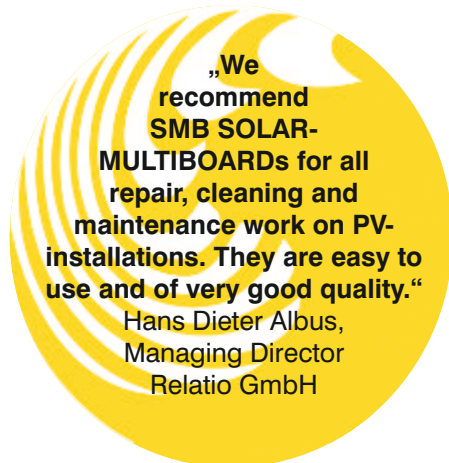 „We
recommend
SMB SOLAR-
MULTIBOARDs for all
repair, cleaning and
maintenance work on PV-
installations. They are easy to
use and of very good quality.“
Hans Dieter Albus,
Managing Director
Relatio GmbH